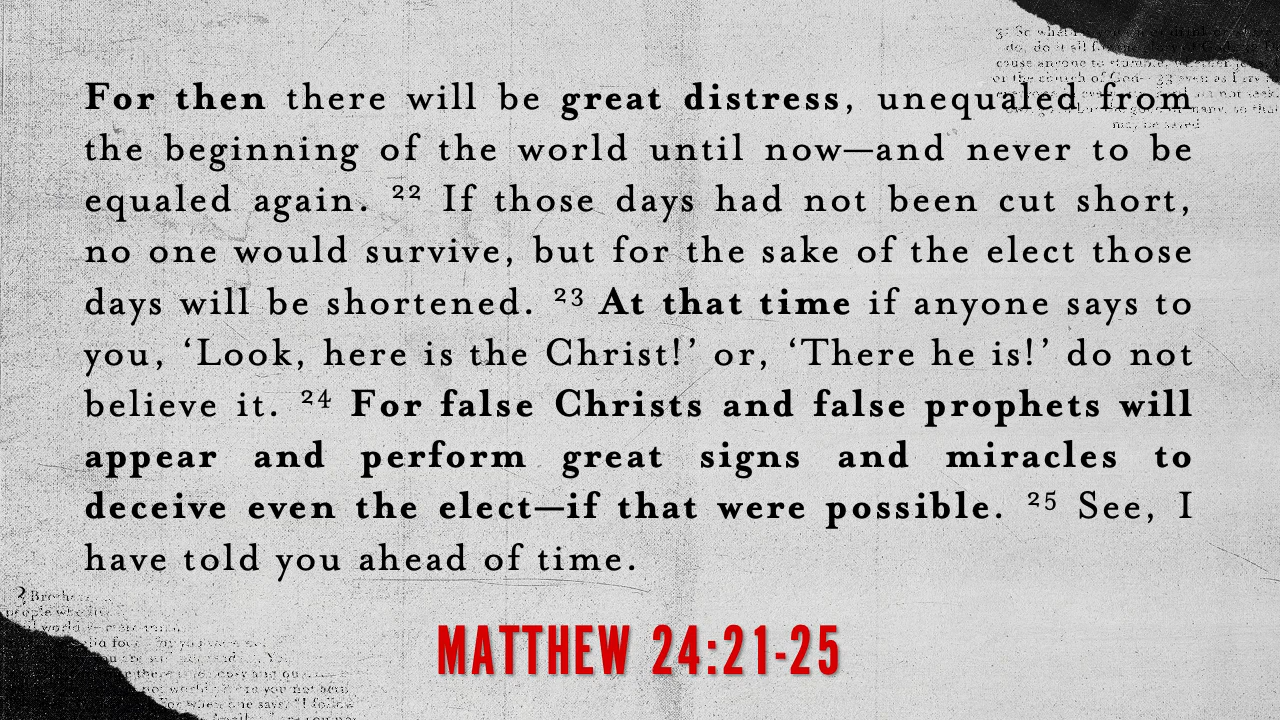 For then there will be great distress, unequaled from
the beginning of the world until now—and never to be
equaled again. ²² If those days had not been cut short,
no one would survive, but for the sake of the elect those
days will be shortened. ²³ At that time if anyone says to
you, ‘Look, here is the Christ!’ or, ‘There he is!’ do not
believe it. ²⁴ For false Christs and false prophets will
appear and perform great signs and miracles to
deceive even the elect—if that were possible. ²⁵ See, I
have told you ahead of time.
MATTHEW 24:21-25